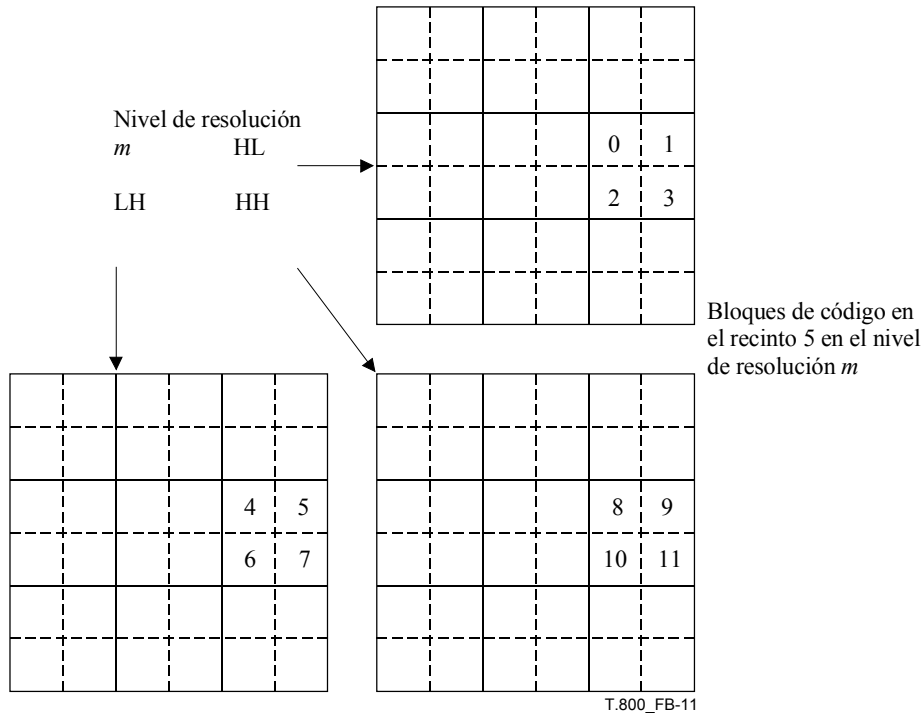 Nivel de resolución
m HL
LH HH
0 1
2 3
Bloques de código en
el recinto 5 en el nivel
de resolución m
4 5
6 7
8 9
10 11
T.800_FB-11